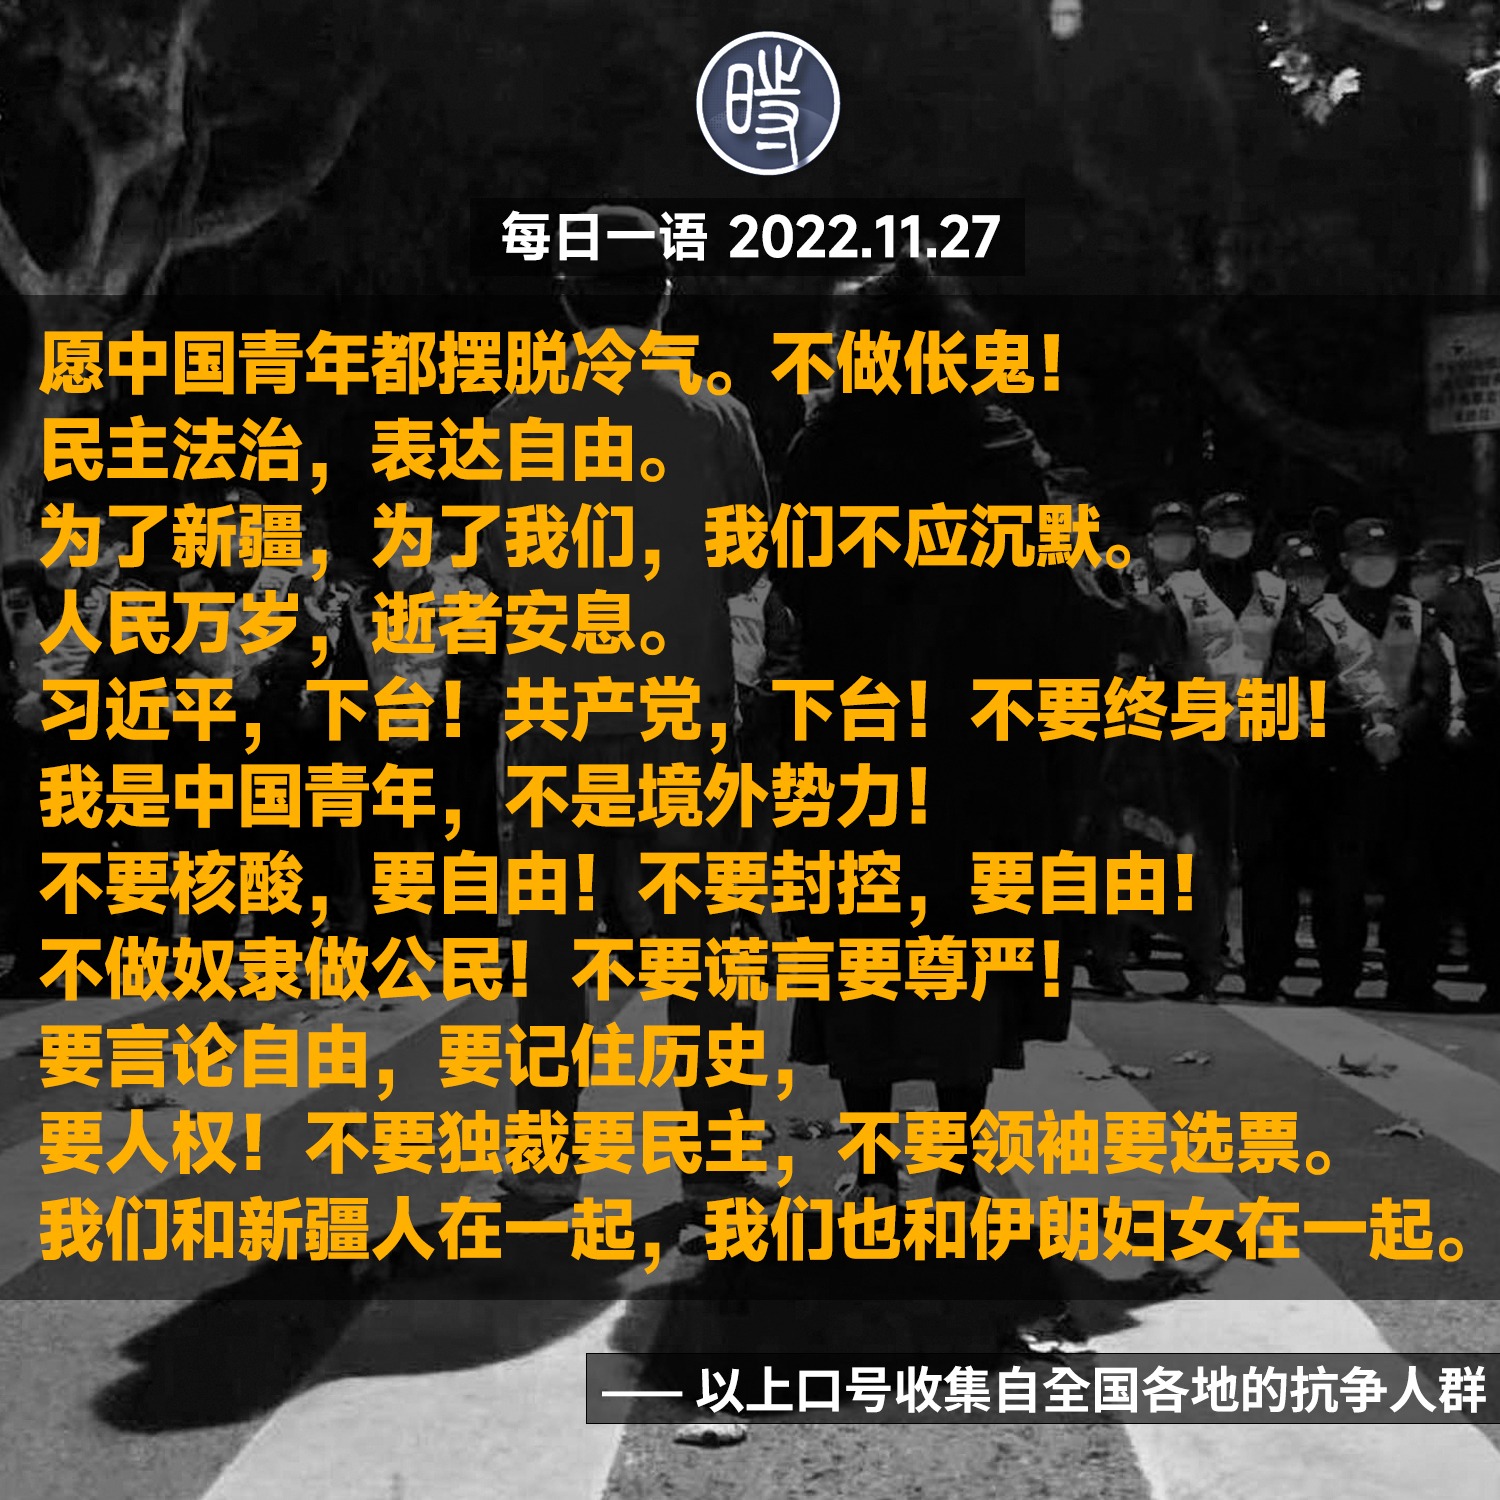 時
每日一语 2022.11.27
愿中国青年都摆脱冷气。不做伥鬼!
民主法治，表达自由。
为了新疆，为了我们，我们不应沉默。
人民万岁，逝者安息。
习近平，下台！共产党，下台！不要终身制！
我是中国青年，不是境外势力！
不要核酸，要自由！不要封控，要自由！
不做奴隶做公民！不要谎言要尊严！
要言论自由，要记住历史，
要人权！不要独裁要民主，不要领袖要选票。
我们和新疆人在一起，我们也和伊朗妇女在一起。
—— 以上口号收集自全国各地的抗争人群